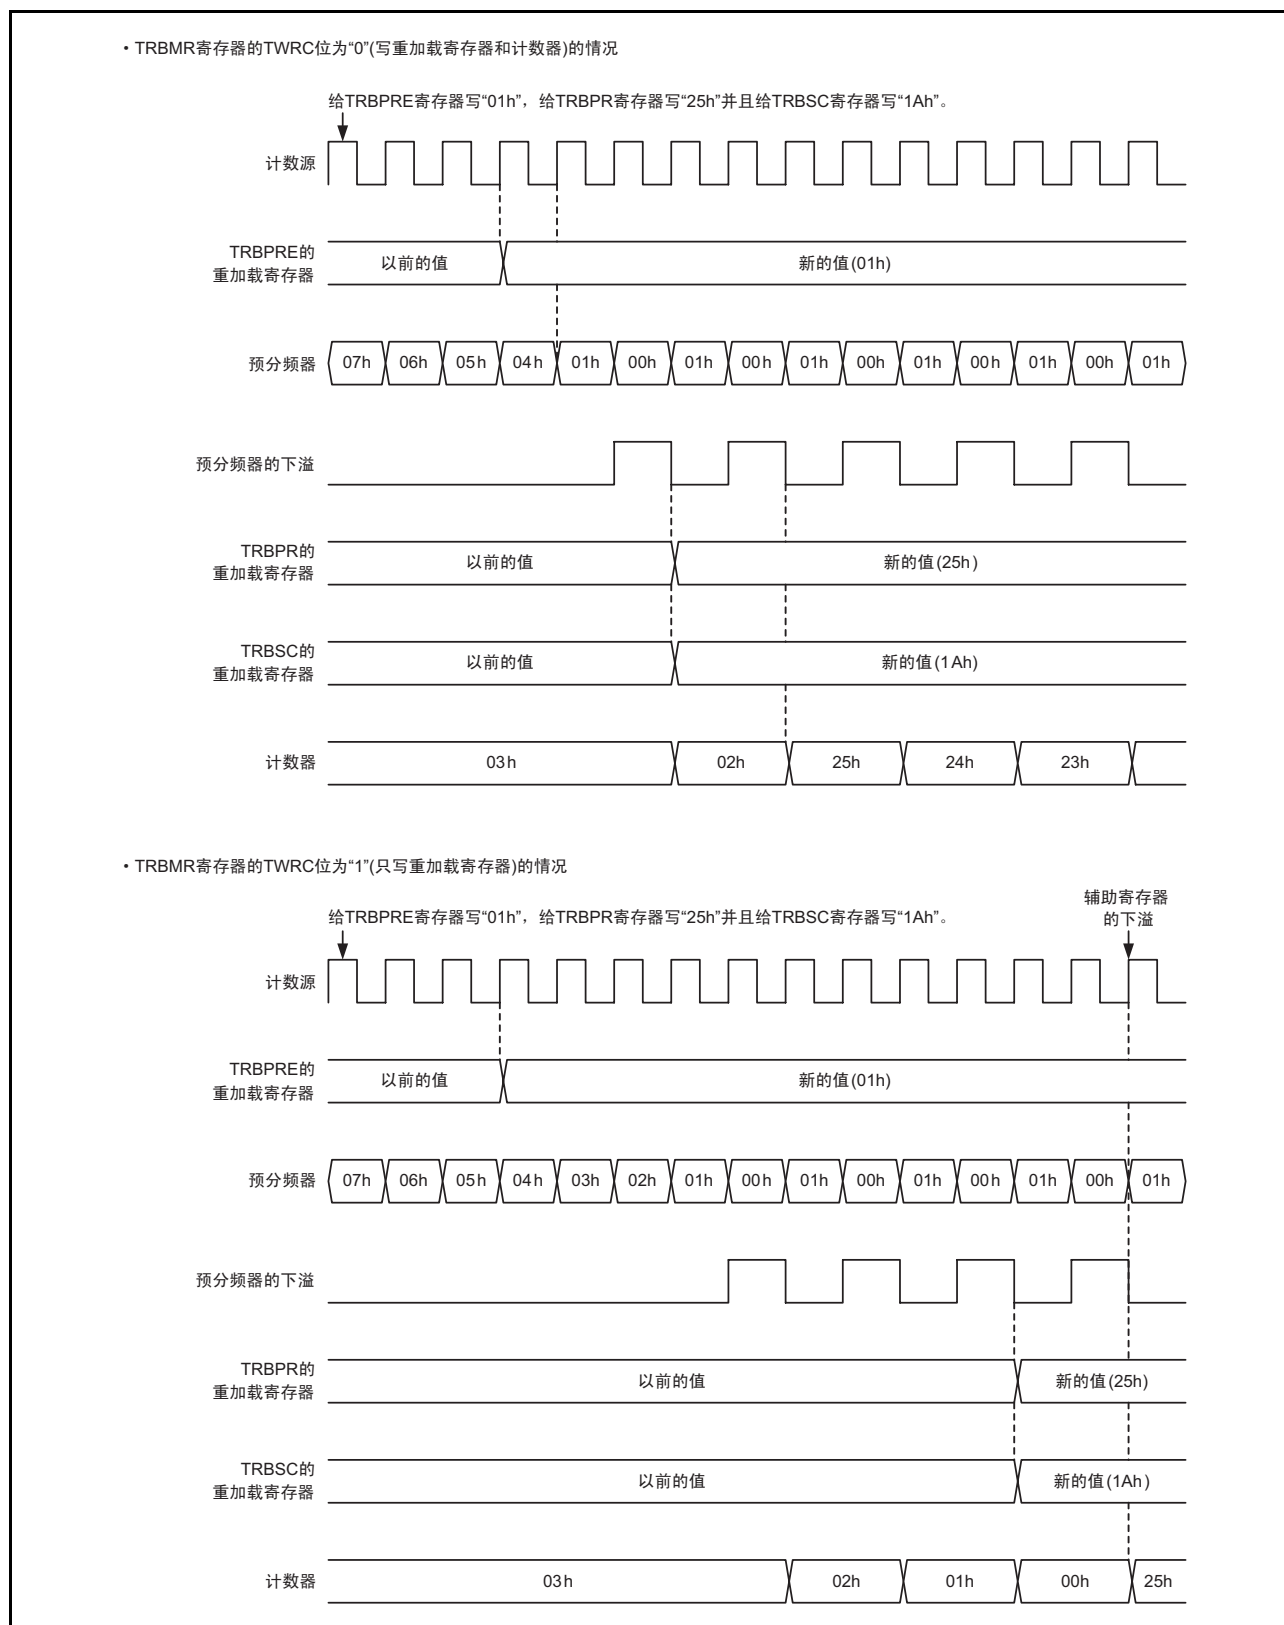 ・TRBMR寄存器的TWRC位为“0”(写重加载寄存器和计数器)的情况
给TRBPRE寄存器写“01h”，给TRBPR寄存器写“25h”并且给TRBSC寄存器写“1Ah”。
计数源
TRBPRE的
重加载寄存器
以前的值 新的值(01h)
预分频器 07h 06h 05h 04h 01h 00h 01h 00h 01h 00h 01h 00h 01h 00h 01h
预分频器的下溢
TRBPR的
重加载寄存器
以前的值 新的值(25h)
TRBSC的
重加载寄存器
以前的值 新的值(1Ah)
计数器 03h 02h 25h 24h 23h
・TRBMR寄存器的TWRC位为“1”(只写重加载寄存器)的情况
辅助寄存器
的下溢
给TRBPRE寄存器写“01h”，给TRBPR寄存器写“25h”并且给TRBSC寄存器写“1Ah”。
计数源
TRBPRE的
重加载寄存器
以前的值 新的值(01h)
预分频器 07h 06h 05h 04h 03h 02h 01h 00h 01h 00h 01h 00h 01h 00h 01h
预分频器的下溢
TRBPR的
重加载寄存器
以前的值 新的值(25h)
TRBSC的
重加载寄存器
以前的值 新的值(1Ah)
计数器 03h 02h 01h 00h 25h